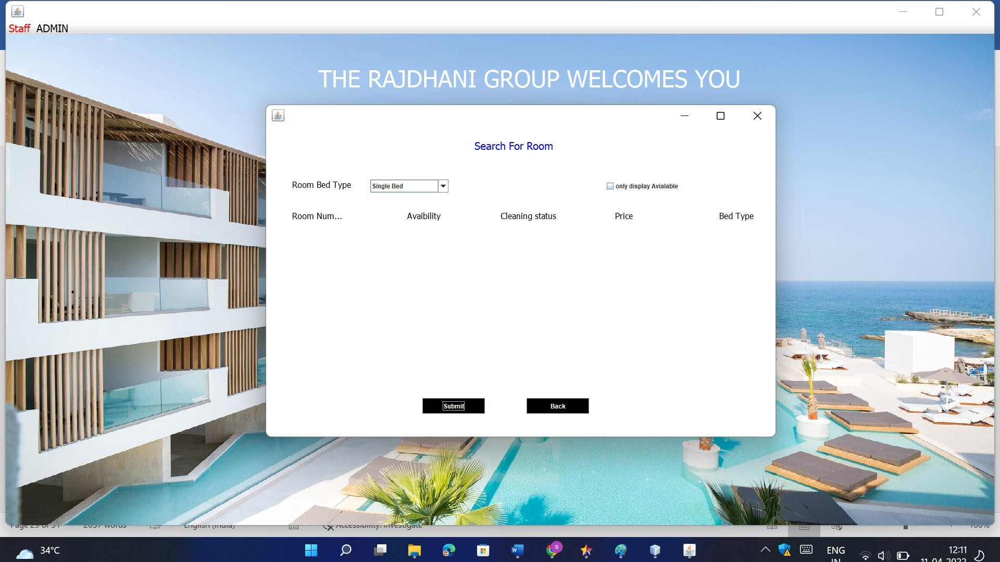 Staff ADMIN
THE RAJDHANI GROUP WELCOMES YOU
Search For Room
Room Bed Type Single Bed only display Avialable
Room Num... Avaibility Cleaning status Price Bed Type
Submit Back
Page 29 of 31 2037 words English (India) Accessibility: Investigate 100%
34°C ENG 12:11
IN 11-04-2022